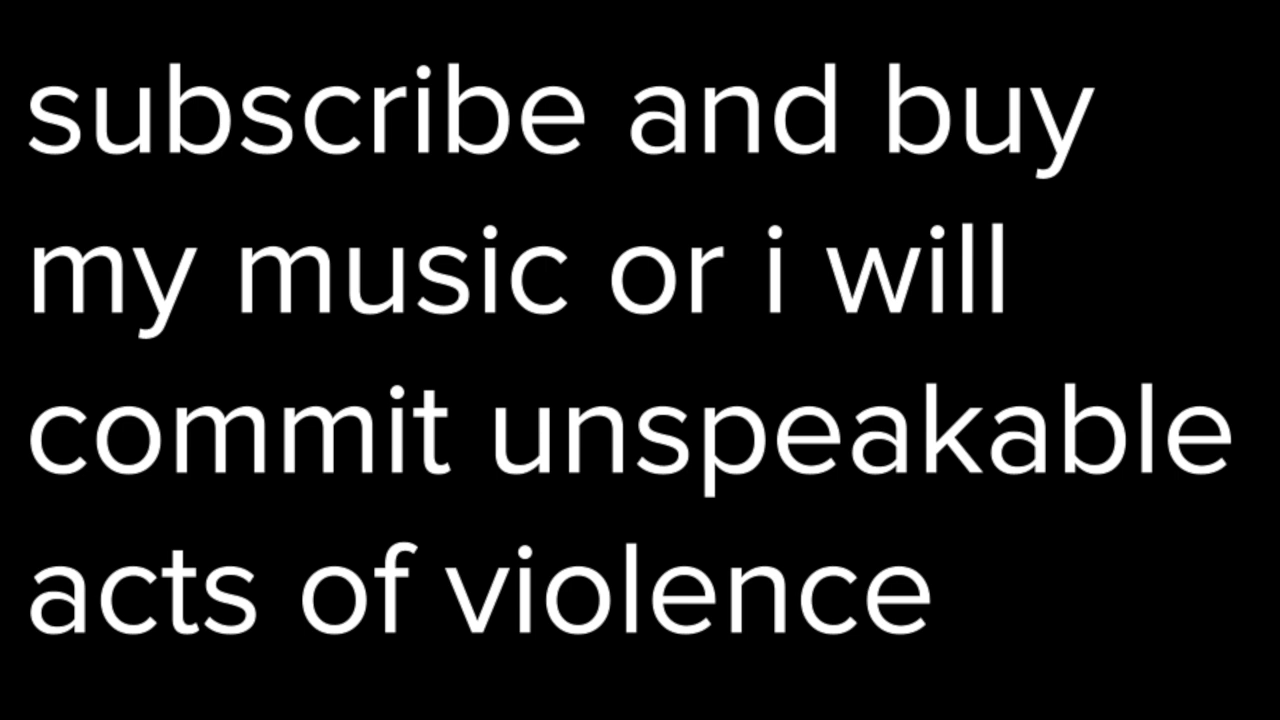 subscribe and buy
my music or i will
commit unspeakable
acts of violence